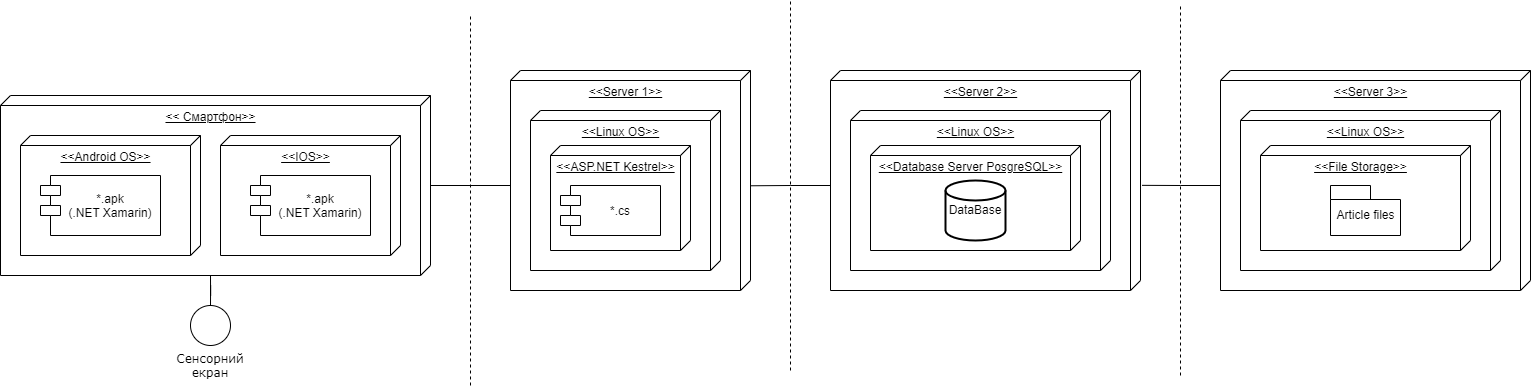 << Смартфон>>
<<Android OS>>
*.apk
(.NET Xamarin)
<<IOS>>
*.apk
(.NET Xamarin)
Сенсорний
екран
<<Server 1>>
<<Linux OS>>
<<ASP.NET Kestrel>>
*.cs
<<Server 2>>
<<Linux OS>>
<<Database Server PosgreSQL>>
DataBase
<<Server 3>>
<<Linux OS>>
<<File Storage>>
Article files